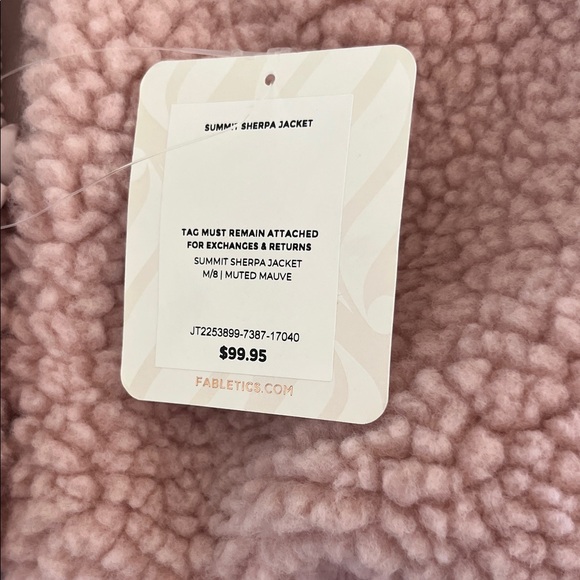 SUMMIT SHERPA JACKET
TAG MUST REMAIN ATTACHED
FOR EXCHANGES & RETURNS
SUMMIT SHERPA JACKET
M/8 | MUTED MAUVE
JT2253899-7387-17040
$99.95
FABLETICS.COM